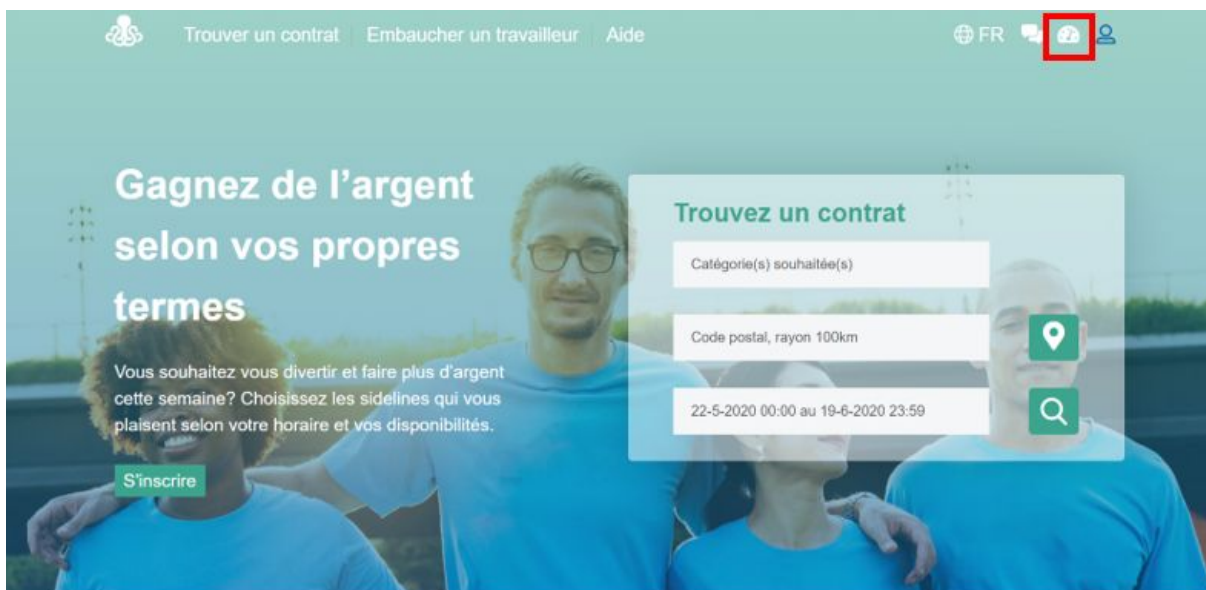 Trouver un contrat Embaucher un travailleur Aide FR
Gagnez de l’argent
selon vos propres
termes
Vous souhaitez vous divertir et faire plus d'argent
cette semaine? Choisissez les sidelines qui vous
plaisent selon votre horaire et vos disponibilités.
S'inscrire
Trouvez un contrat
Catégorie(s) souhaitée(s)
Code postal, rayon 100km
22-5-2020 00:00 au 19-6-2020 23:59